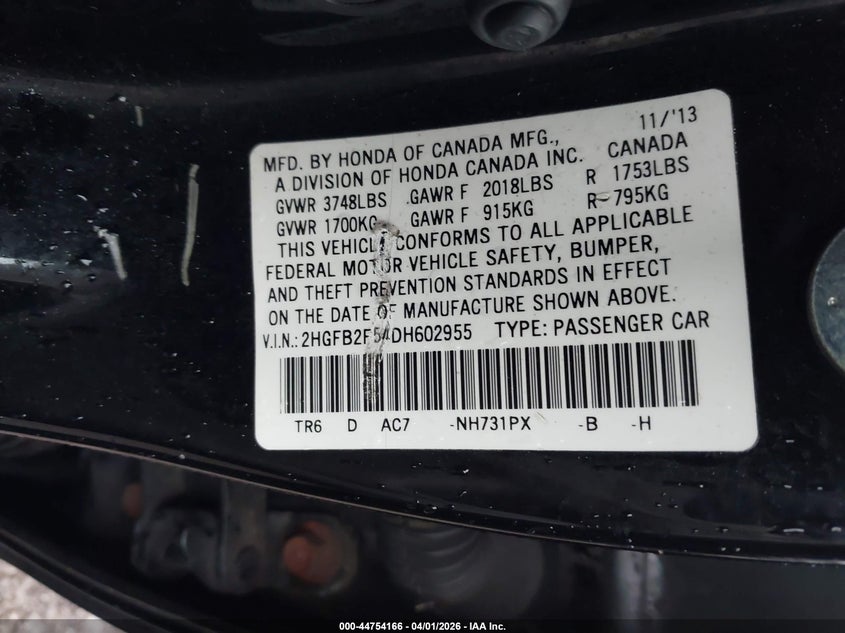 11/'13
MFD. BY HONDA OF CANADA MFG.,
A DIVISION OF HONDA CANADA INC. CANADA
GVWR 3748LBS GAWR F 2018LBS R 1753LBS
GVWR 1700KG GAWR F 915KG R 795KG
THIS VEHICLE CONFORMS TO ALL APPLICABLE
FEDERAL MOTOR VEHICLE SAFETY, BUMPER,
AND THEFT PREVENTION STANDARDS IN EFFECT
ON THE DATE OF MANUFACTURE SHOWN ABOVE.
V.I.N.: 2HGFB2F54DH602955 TYPE: PASSENGER CAR
TR6 D AC7 -NH731PX -B -H
000-44754166 - 04/01/2026 - IAA Inc.